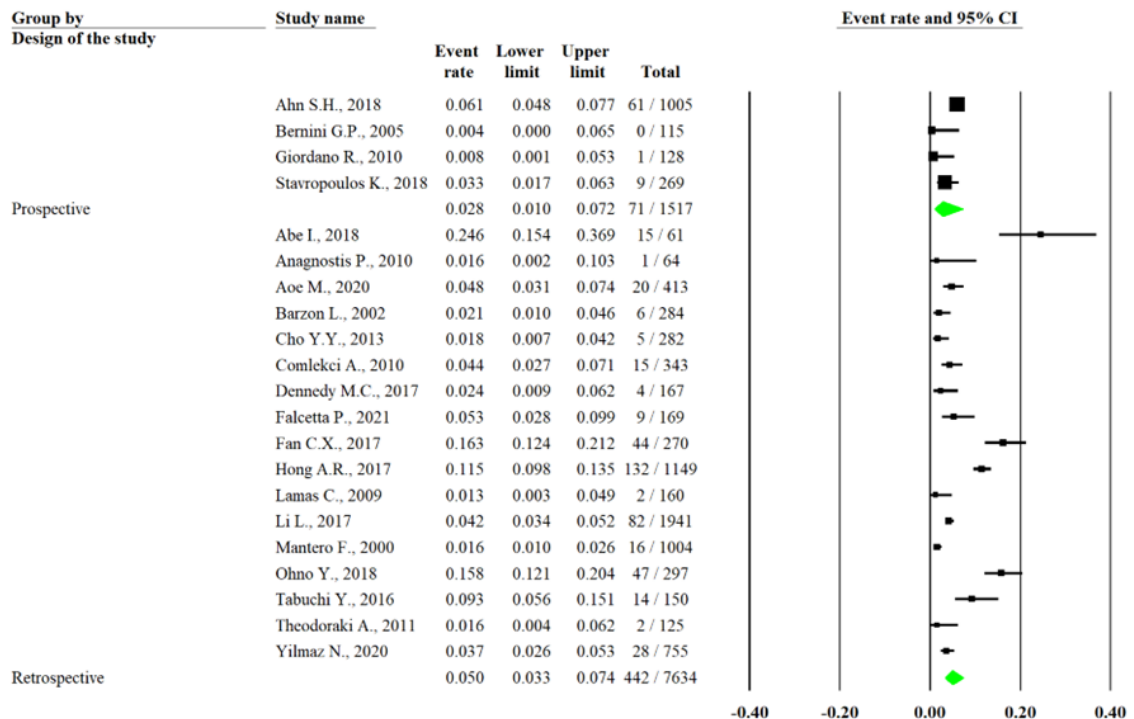 Group by Study name Event rate and 95% CI
Design of the study
Event Lower Upper
rate limit limit Total
Ahn S.H., 2018 0.061 0.048 0.077 61 / 1005
Bernini G.P., 2005 0.004 0.000 0.065 0 / 115
Giordano R., 2010 0.008 0.001 0.053 1 / 128
Stavropoulos K., 2018 0.033 0.017 0.063 9 / 269
Prospective 0.028 0.010 0.072 71 / 1517
Abe I., 2018 0.246 0.154 0.369 15 / 61
Anagnostis P., 2010 0.016 0.002 0.103 1 / 64
Aoe M., 2020 0.048 0.031 0.074 20 / 413
Barzon L., 2002 0.021 0.010 0.046 6 / 284
Cho Y.Y., 2013 0.018 0.007 0.042 5 / 282
Comlekci A., 2010 0.044 0.027 0.071 15 / 343
Dennedy M.C., 2017 0.024 0.009 0.062 4 / 167
Falcetta P., 2021 0.053 0.028 0.099 9 / 169
Fan C.X., 2017 0.163 0.124 0.212 44 / 270
Hong A.R., 2017 0.115 0.098 0.135 132 / 1149
Lamas C., 2009 0.013 0.003 0.049 2 / 160
Li L., 2017 0.042 0.034 0.052 82 / 1941
Mantero F., 2000 0.016 0.010 0.026 16 / 1004
Ohno Y., 2018 0.158 0.121 0.204 47 / 297
Tabuchi Y., 2016 0.093 0.056 0.151 14 / 150
Theodoraki A., 2011 0.016 0.004 0.062 2 / 125
Yilmaz N., 2020 0.037 0.026 0.053 28 / 755
Retrospective 0.050 0.033 0.074 442 / 7634
-0.40 -0.20 0.00 0.20 0.40